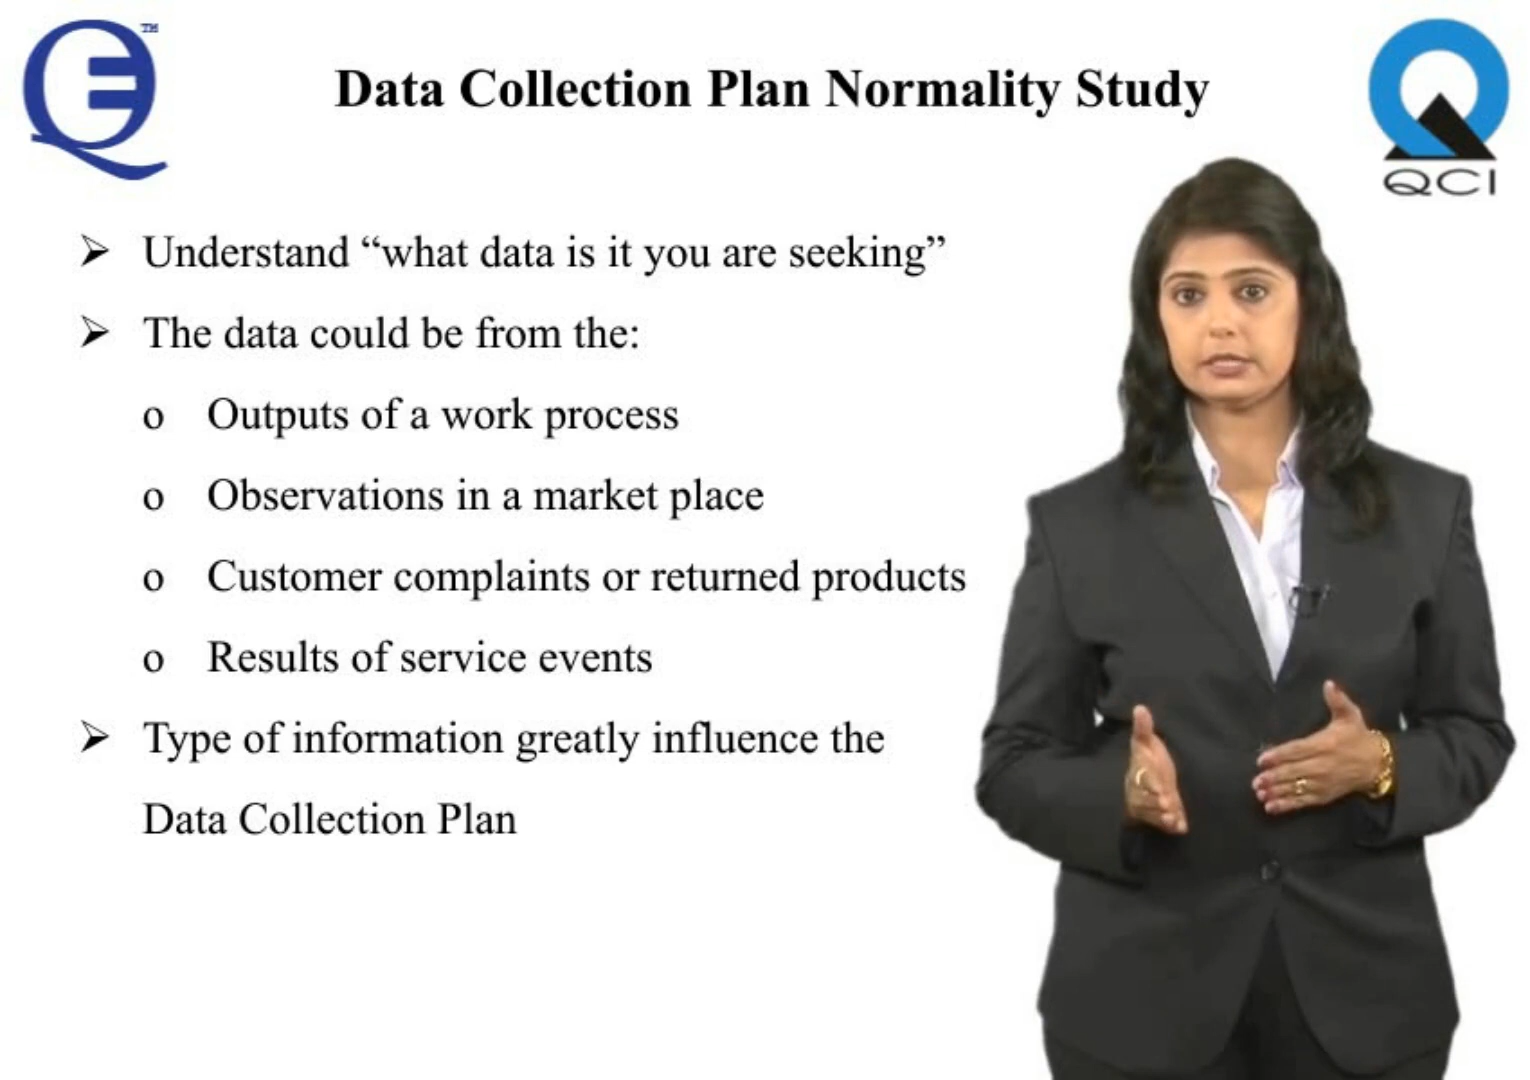 TM
Data Collection Plan Normality Study
QCI
➢ Understand “what data is it you are seeking”
➢ The data could be from the:
o Outputs of a work process
o Observations in a market place
o Customer complaints or returned products
o Results of service events
➢ Type of information greatly influence the
Data Collection Plan